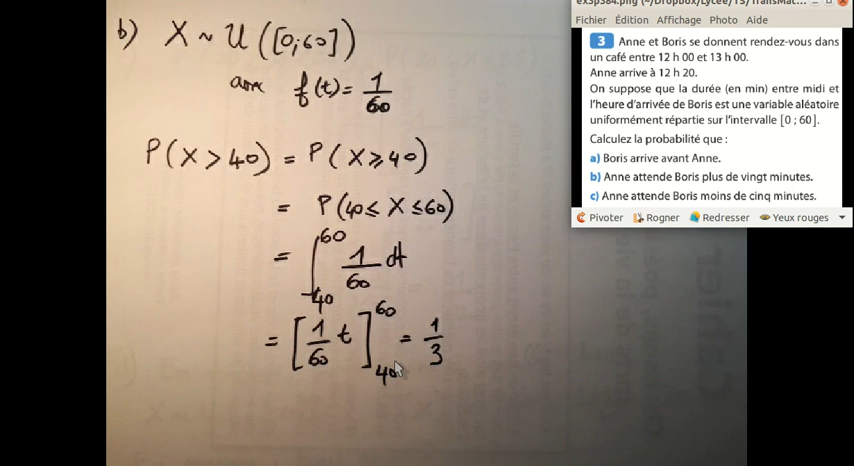 b) X ~ U ([0;60])
avec f(t) = 1/60
P(X > 40) = P(X ⩾ 40)
= P(40 ≤ X ≤ 60)
= ∫₄₀⁶⁰ 1/60 dt
= [1/60 t]₄₀⁶⁰ = 1/3
Fichier Édition Affichage Photo Aide
3 Anne et Boris se donnent rendez-vous dans
un café entre 12 h 00 et 13 h 00.
Anne arrive à 12 h 20.
On suppose que la durée (en min) entre midi et
l'heure d'arrivée de Boris est une variable aléatoire
uniformément répartie sur l'intervalle [0 ; 60].
Calculez la probabilité que :
a) Boris arrive avant Anne.
b) Anne attende Boris plus de vingt minutes.
c) Anne attende Boris moins de cinq minutes.
Pivoter Rogner Redresser Yeux rouges